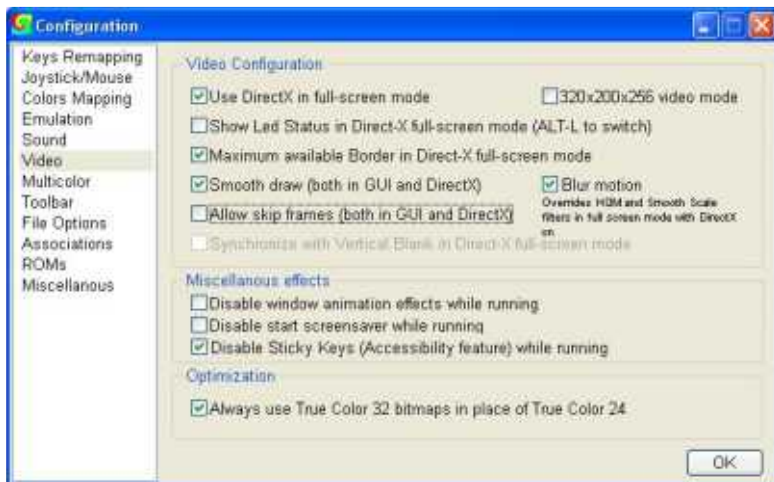 Configuration
Keys Remapping
Joystick/Mouse
Colors Mapping
Emulation
Sound
Video
Multicolor
Toolbar
File Options
Associations
ROMs
Miscellanous
Video Configuration
Use DirectX in full-screen mode
320x200x256 video mode
Show Led Status in Direct-X full-screen mode (ALT-L to switch)
Maximum available Border in Direct-X full-screen mode
Smooth draw (both in GUI and DirectX)
Blur motion
Overrides HQM and Smooth Scale
filters in full screen mode with DirectX
on
Allow skip frames (both in GUI and DirectX)
Synchronize with Vertical Blank in Direct-X full-screen mode
Miscellanous effects
Disable window animation effects while running
Disable start screensaver while running
Disable Sticky Keys (Accessibility feature) while running
Optimization
Always use True Color 32 bitmaps in place of True Color 24
OK